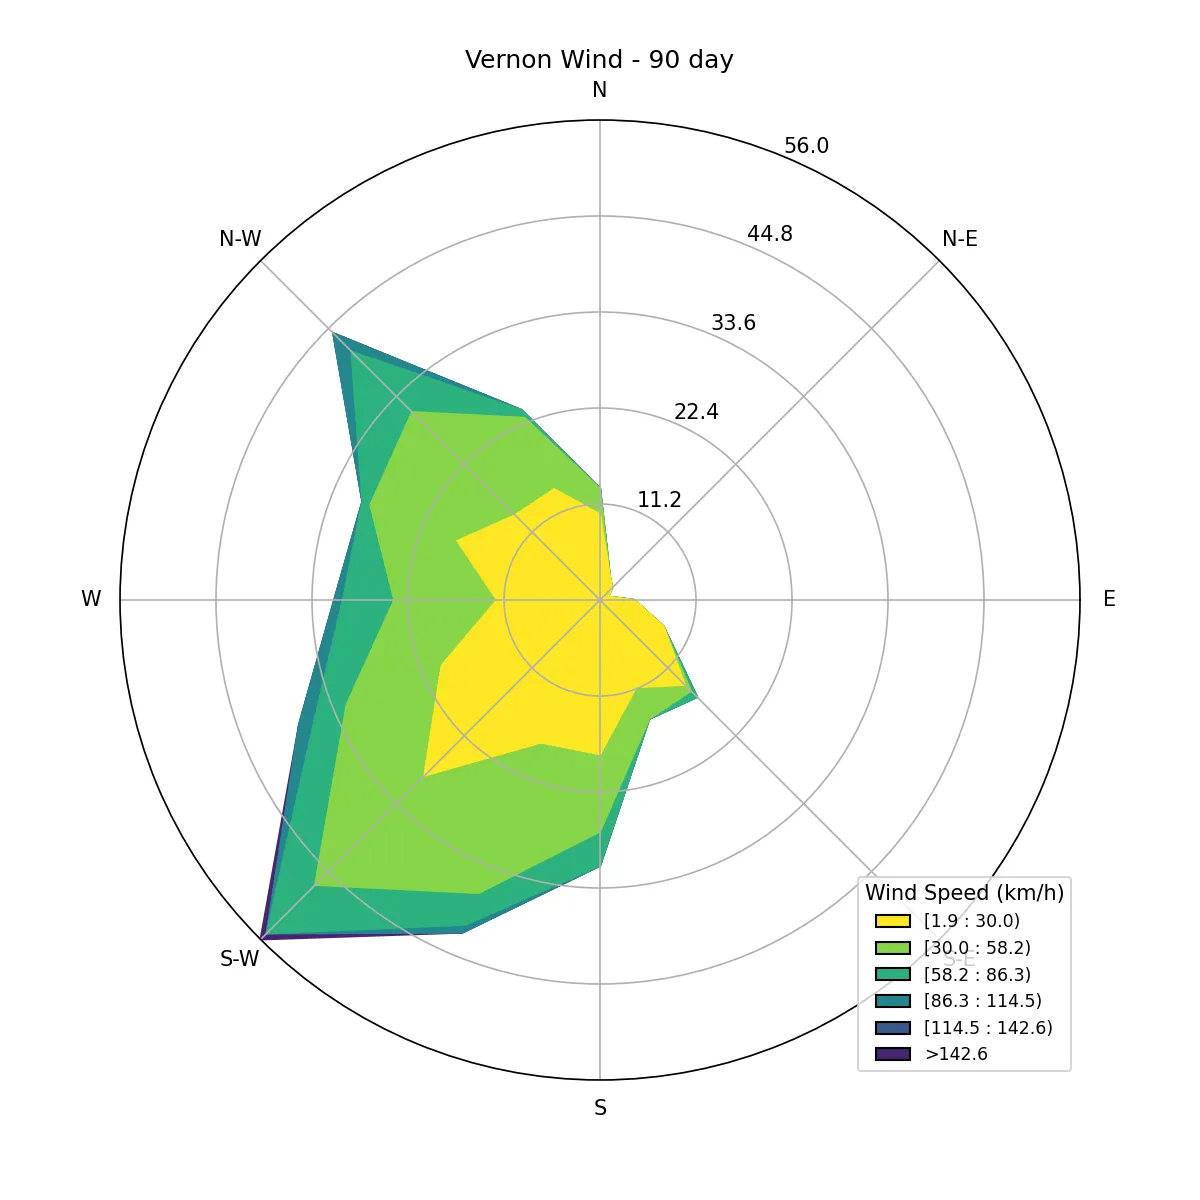 Vernon Wind - 90 day
N
56.0
N-W
44.8
N-E
33.6
22.4
11.2
W
E
Wind Speed (km/h)
[1.9 : 30.0)
[30.0 : 58.2)
S-W
S-E
[58.2 : 86.3)
[86.3 : 114.5)
[114.5 : 142.6)
>142.6
S